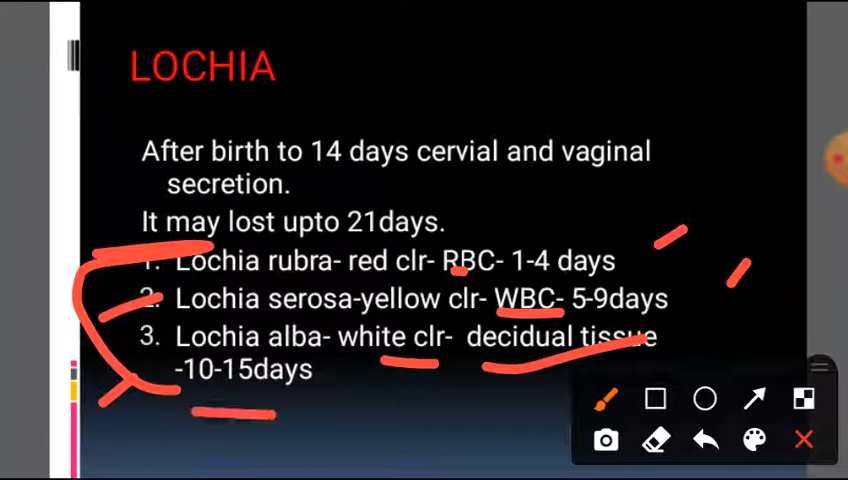 LOCHIA
After birth to 14 days cervial and vaginal
secretion.
It may lost upto 21days.
1. Lochia rubra- red clr- RBC- 1-4 days
2. Lochia serosa-yellow clr- WBC- 5-9days
3. Lochia alba- white clr- decidual tissue
-10-15days